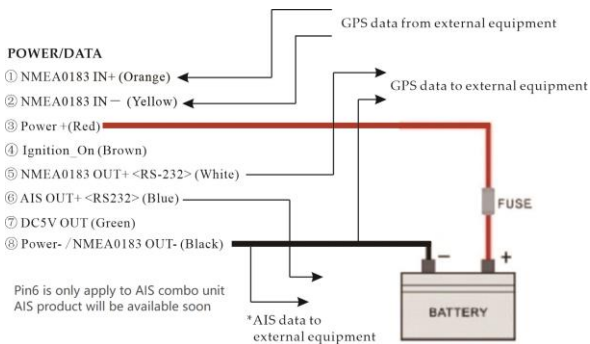 GPS data from external equipment
POWER/DATA
① NMEA0183 IN+ (Orange)
② NMEA0183 IN－ (Yellow)
GPS data to external equipment
③ Power +(Red)
④ Ignition_On (Brown)
⑤ NMEA0183 OUT+ <RS-232> (White)
⑥ AIS OUT+ <RS232> (Blue)
FUSE
⑦ DC5V OUT (Green)
⑧ Power- /NMEA0183 OUT- (Black)
－ +
Pin6 is only apply to AIS combo unit
AIS product will be available soon
BATTERY
*AIS data to
external equipment